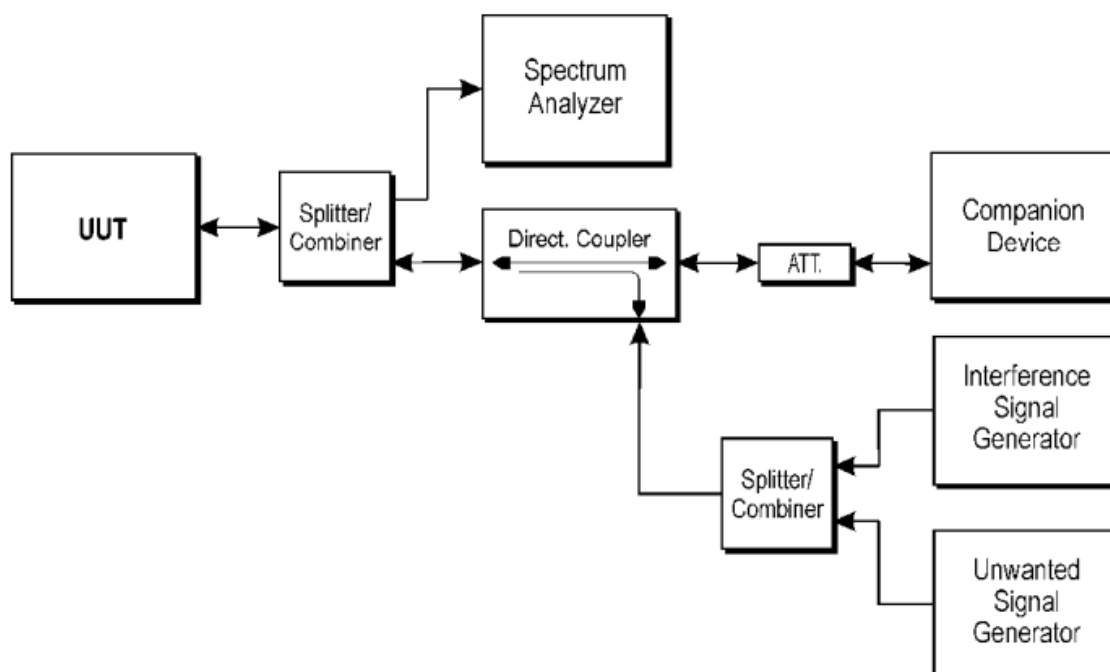 Spectrum
Analyzer
UUT
Splitter/
Combiner
Direct. Coupler
ATT.
Companion
Device
Interference
Signal
Generator
Splitter/
Combiner
Unwanted
Signal
Generator